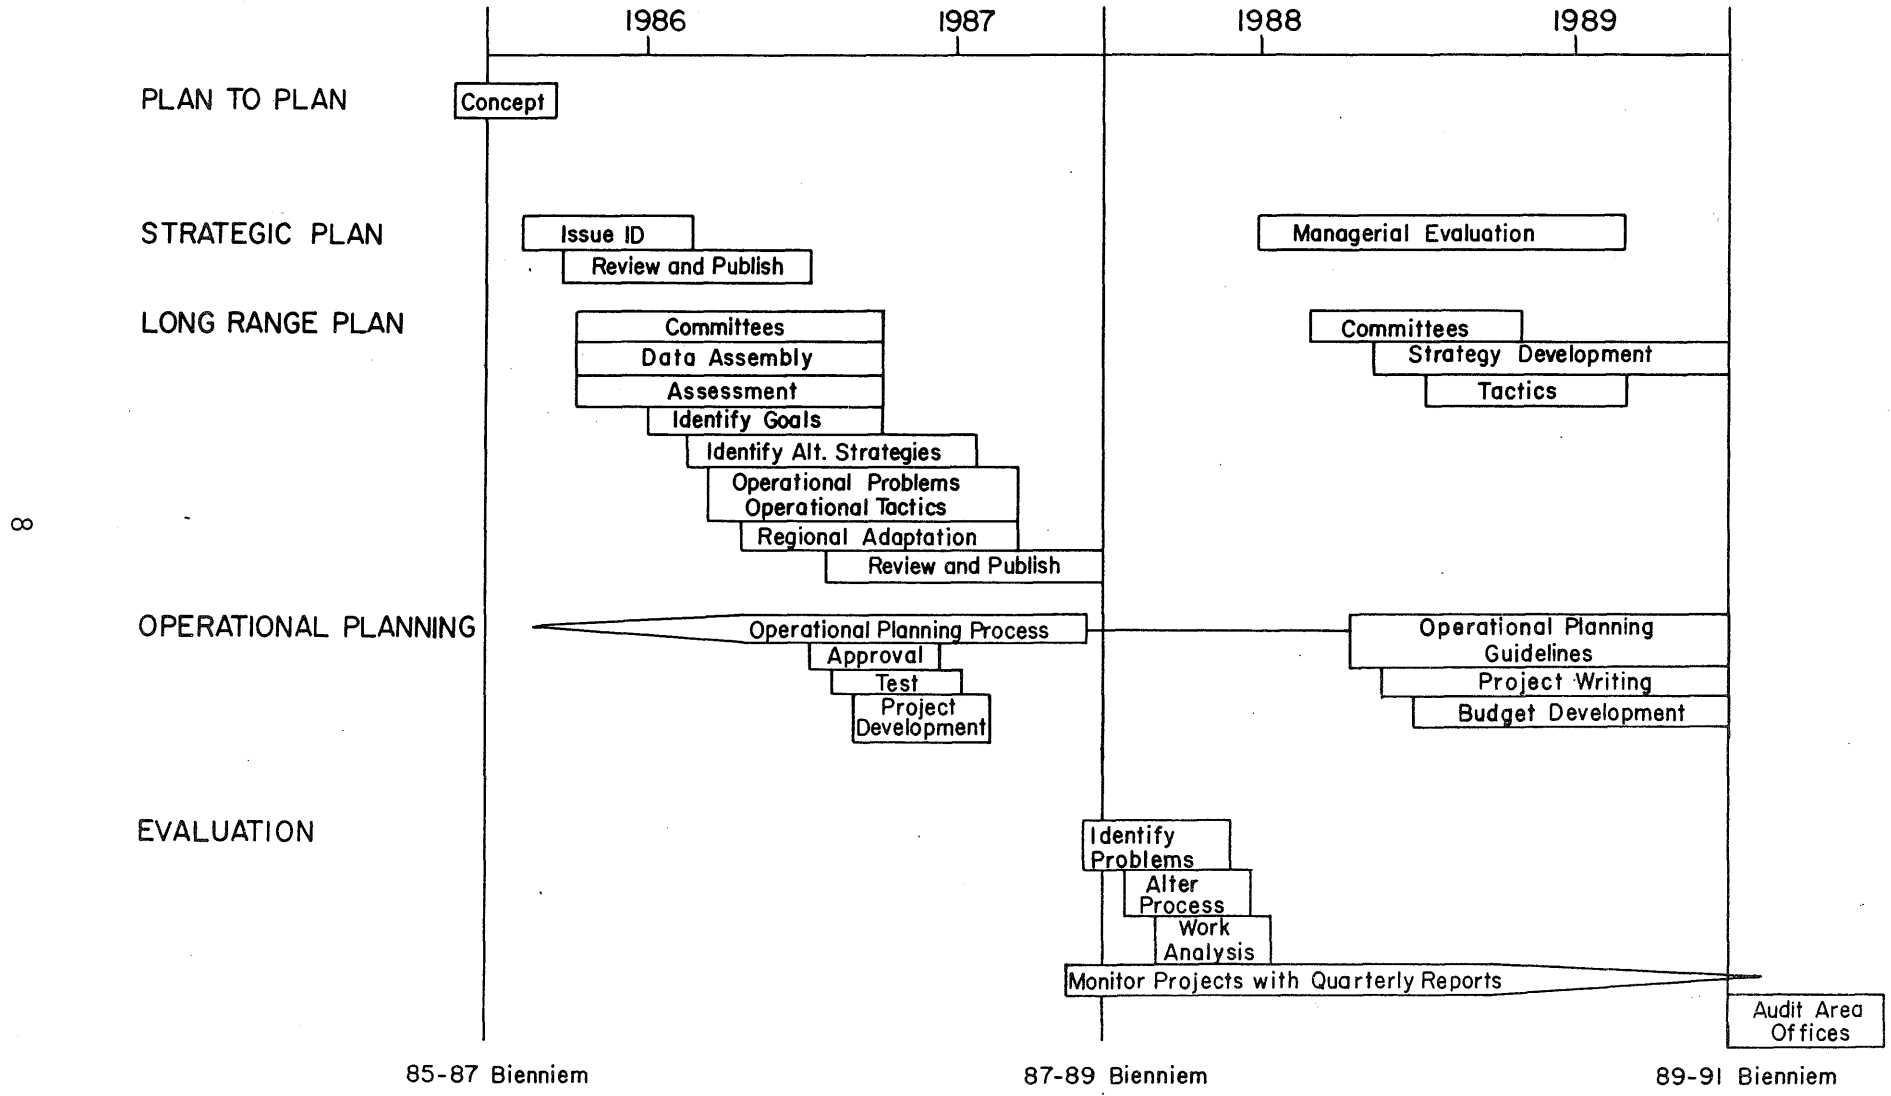 1986 1987 1988 1989
PLAN TO PLAN
Concept
STRATEGIC PLAN
Issue ID
Managerial Evaluation
Review and Publish
LONG RANGE PLAN
Committees
Committees
Data Assembly
Strategy Development
Assessment
Tactics
Identify Goals
Identify Alt. Strategies
Operational Problems
Operational Tactics
Regional Adaptation
Review and Publish
8
OPERATIONAL PLANNING
Operational Planning Process
Operational Planning
Guidelines
Approval
Test
Project Writing
Project
Development
Budget Development
EVALUATION
Identify
Problems
Alter
Process
Work
Analysis
Monitor Projects with Quarterly Reports
Audit Area
Offices
85-87 Bienniem
87-89 Bienniem
89-91 Bienniem